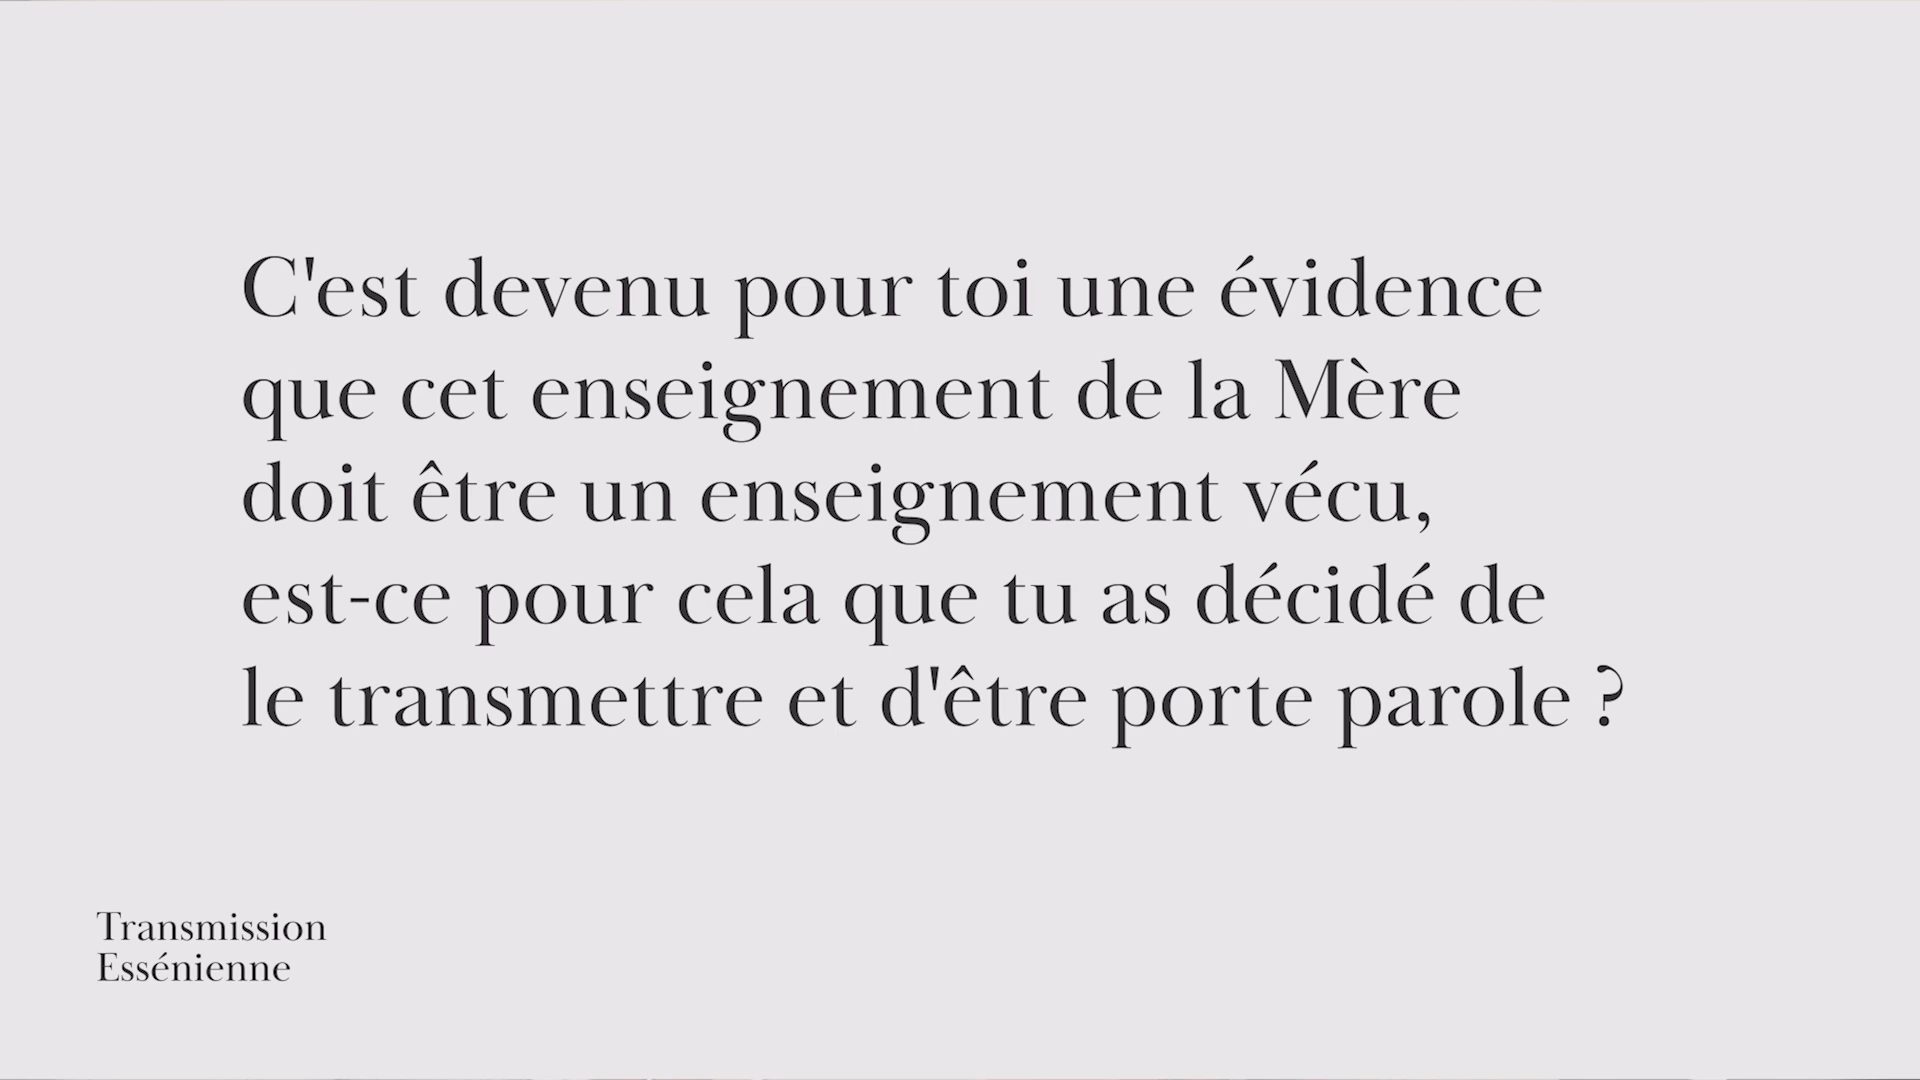 C'est devenu pour toi une évidence
que cet enseignement de la Mère
doit être un enseignement vécu,
est-ce pour cela que tu as décidé de
le transmettre et d'être porte parole ?
Transmission
Essénienne